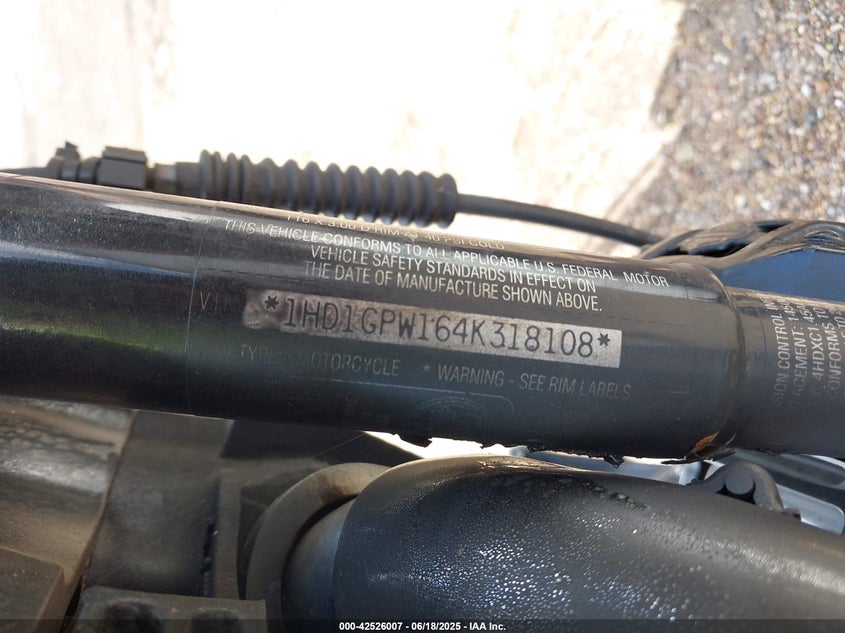 THIS VEHICLE CONFORMS TO ALL APPLICABLE U.S. FEDERAL MOTOR
VEHICLE SAFETY STANDARDS IN EFFECT ON
THE DATE OF MANUFACTURE SHOWN ABOVE.
*1HD1GPW164K318108*
MOTORCYCLE * WARNING - SEE RIM LABELS
000-42526007 - 06/18/2025 - IAA Inc.